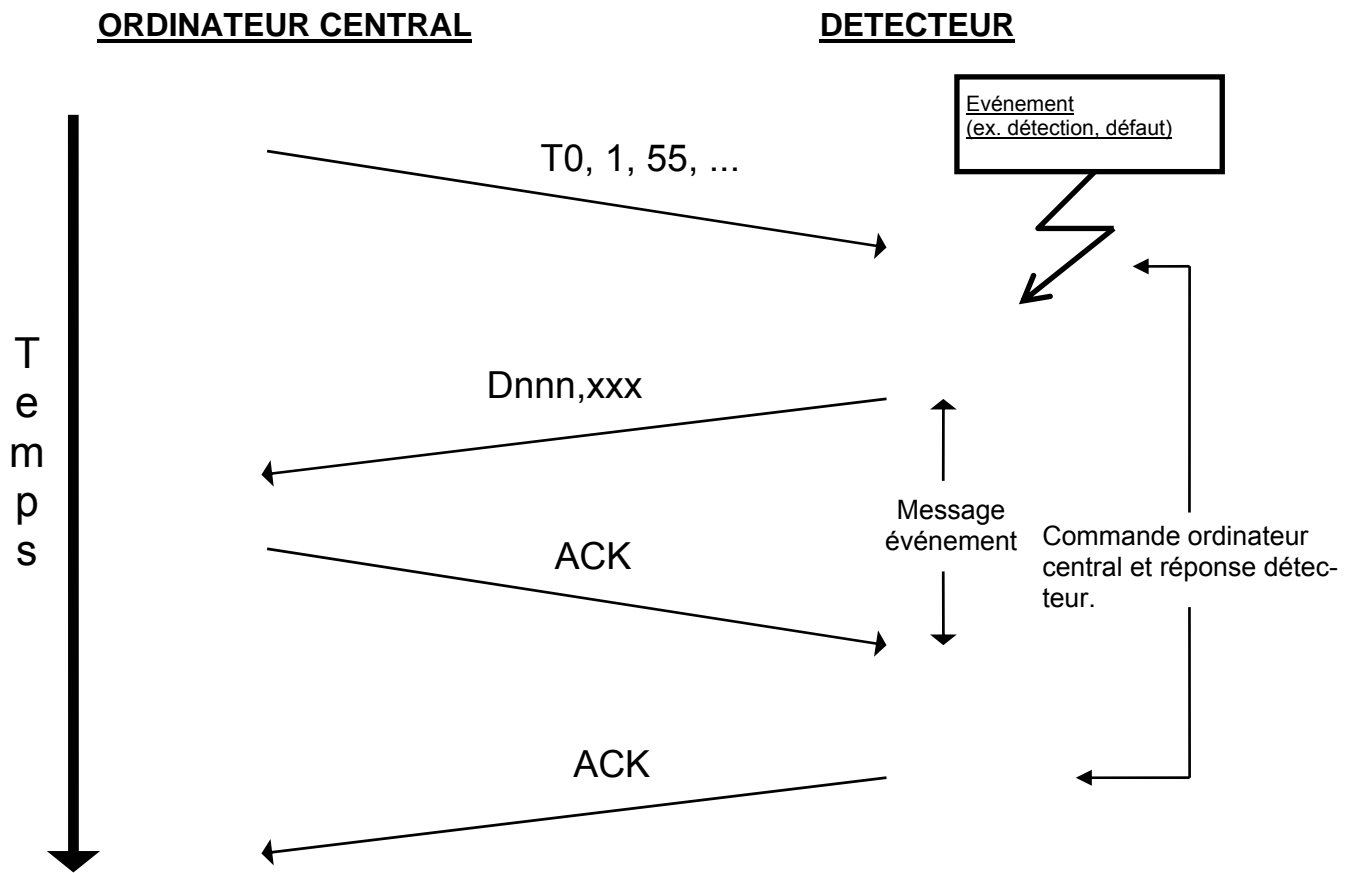 ORDINATEUR CENTRAL
DETECTEUR
Evénement
(ex. détection, défaut)
T0, 1, 55, ...
Temps
Dnnn,xxx
Message
événement
Commande ordinateur
central et réponse détec-
teur.
ACK
ACK